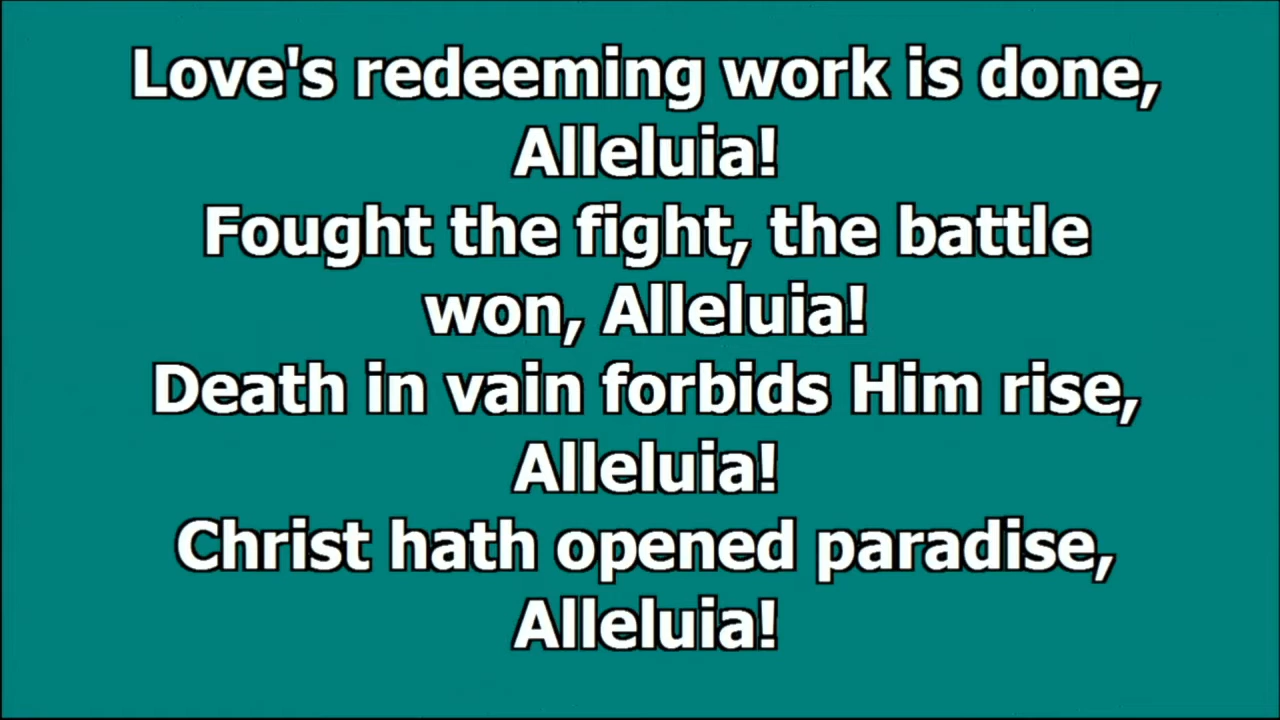 Love's redeeming work is done,
Alleluia!
Fought the fight, the battle
won, Alleluia!
Death in vain forbids Him rise,
Alleluia!
Christ hath opened paradise,
Alleluia!